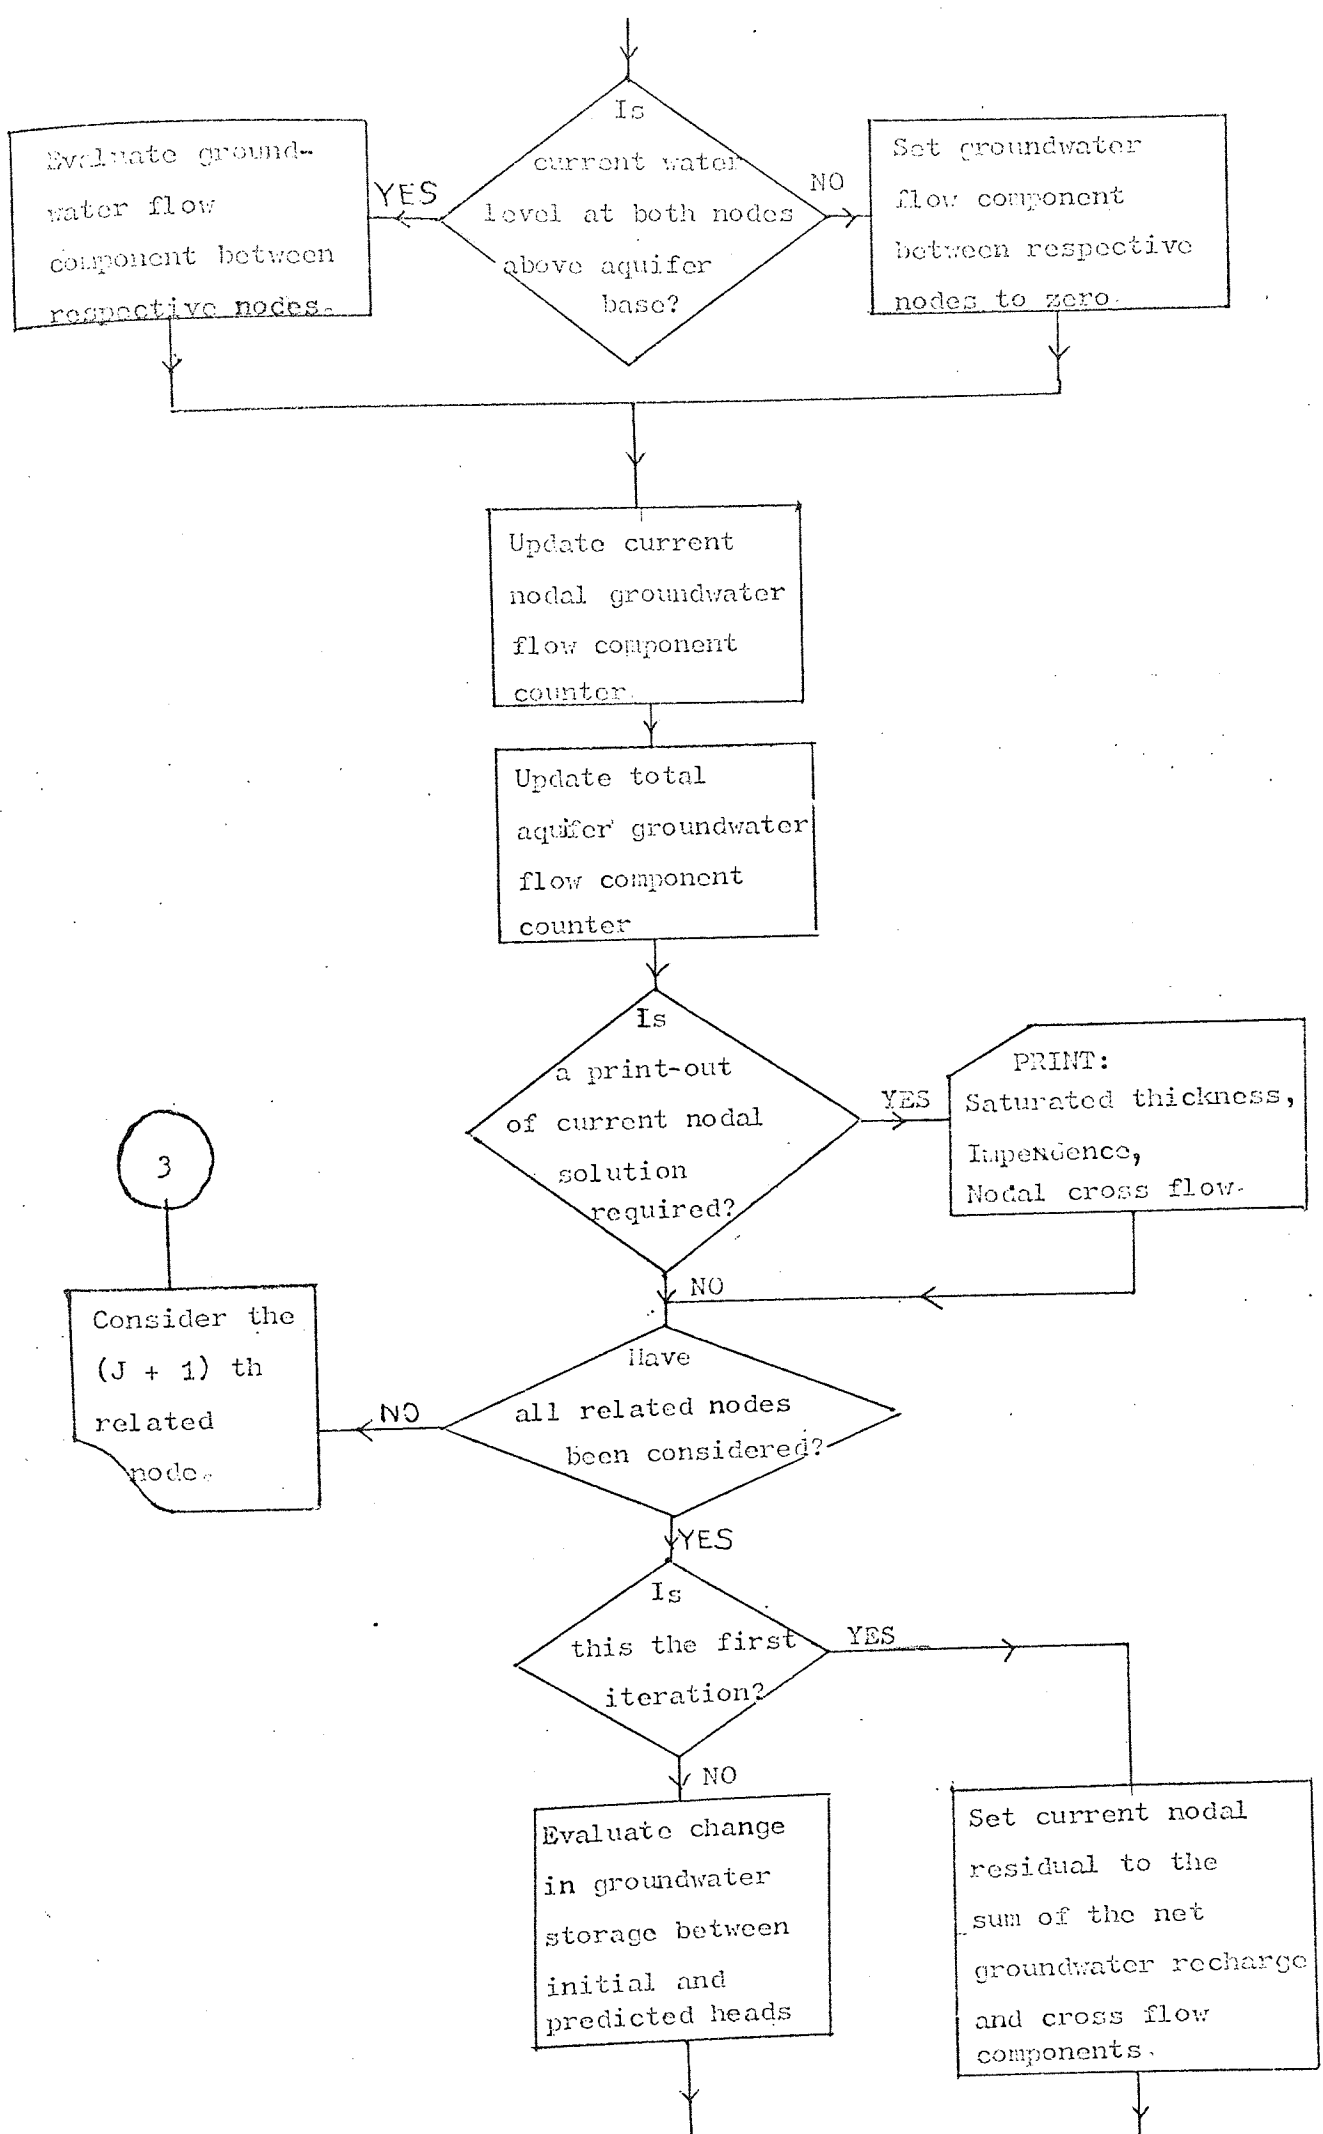 Is
current water
level at both nodes
above aquifer
base?
YES
NO
Evaluate ground-
water flow
component between
respective nodes.
Set groundwater
flow component
between respective
nodes to zero.
Update current
nodal groundwater
flow component
counter.
Update total
aquifer groundwater
flow component
counter
Is
a print-out
of current nodal
solution
required?
YES
PRINT:
Saturated thickness,
Impendence,
Nodal cross flow.
NO
3
Consider the
(J + 1) th
related
node.
NO
Have
all related nodes
been considered?
YES
Is
this the first
iteration?
YES
NO
Evaluate change
in groundwater
storage between
initial and
predicted heads
Set current nodal
residual to the
sum of the net
groundwater recharge
and cross flow
components.